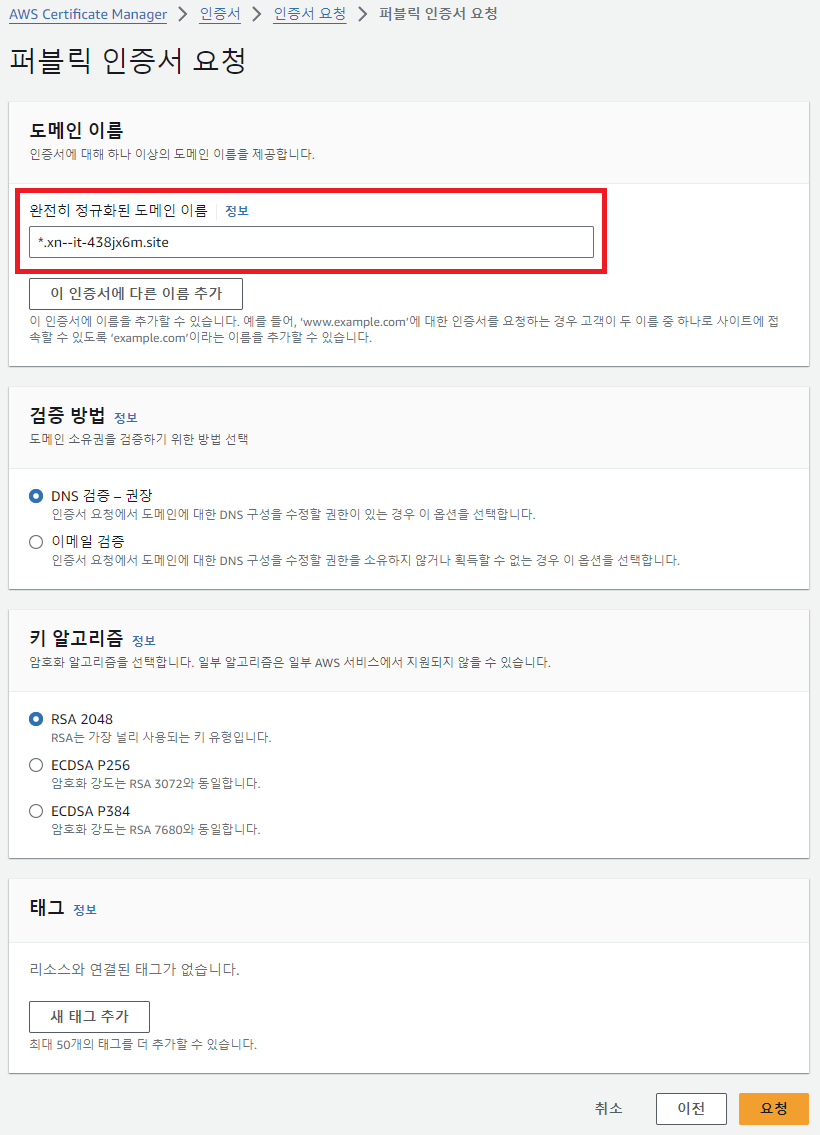 AWS Certificate Manager > 인증서 > 인증서 요청 > 퍼블릭 인증서 요청
퍼블릭 인증서 요청
도메인 이름
인증서에 대해 하나 이상의 도메인 이름을 제공합니다.
완전히 정규화된 도메인 이름 정보
*.xn--it-438jx6m.site
이 인증서에 다른 이름 추가
이 인증서에 이름을 추가할 수 있습니다. 예를 들어, ‘www.example.com’에 대한 인증서를 요청하는 경우 고객이 두 이름 중 하나로 사이트에 접
속할 수 있도록 ‘example.com’이라는 이름을 추가할 수 있습니다.
검증 방법 정보
도메인 소유권을 검증하기 위한 방법 선택
DNS 검증 – 권장
인증서 요청에서 도메인에 대한 DNS 구성을 수정할 권한이 있는 경우 이 옵션을 선택합니다.
이메일 검증
인증서 요청에서 도메인에 대한 DNS 구성을 수정할 권한을 소유하지 않거나 획득할 수 없는 경우 이 옵션을 선택합니다.
키 알고리즘 정보
암호화 알고리즘을 선택합니다. 일부 알고리즘은 일부 AWS 서비스에서 지원되지 않을 수 있습니다.
RSA 2048
RSA는 가장 널리 사용되는 키 유형입니다.
ECDSA P256
암호화 강도는 RSA 3072와 동일합니다.
ECDSA P384
암호화 강도는 RSA 7680와 동일합니다.
태그 정보
리소스와 연결된 태그가 없습니다.
새 태그 추가
최대 50개의 태그를 더 추가할 수 있습니다.
취소 이전 요청